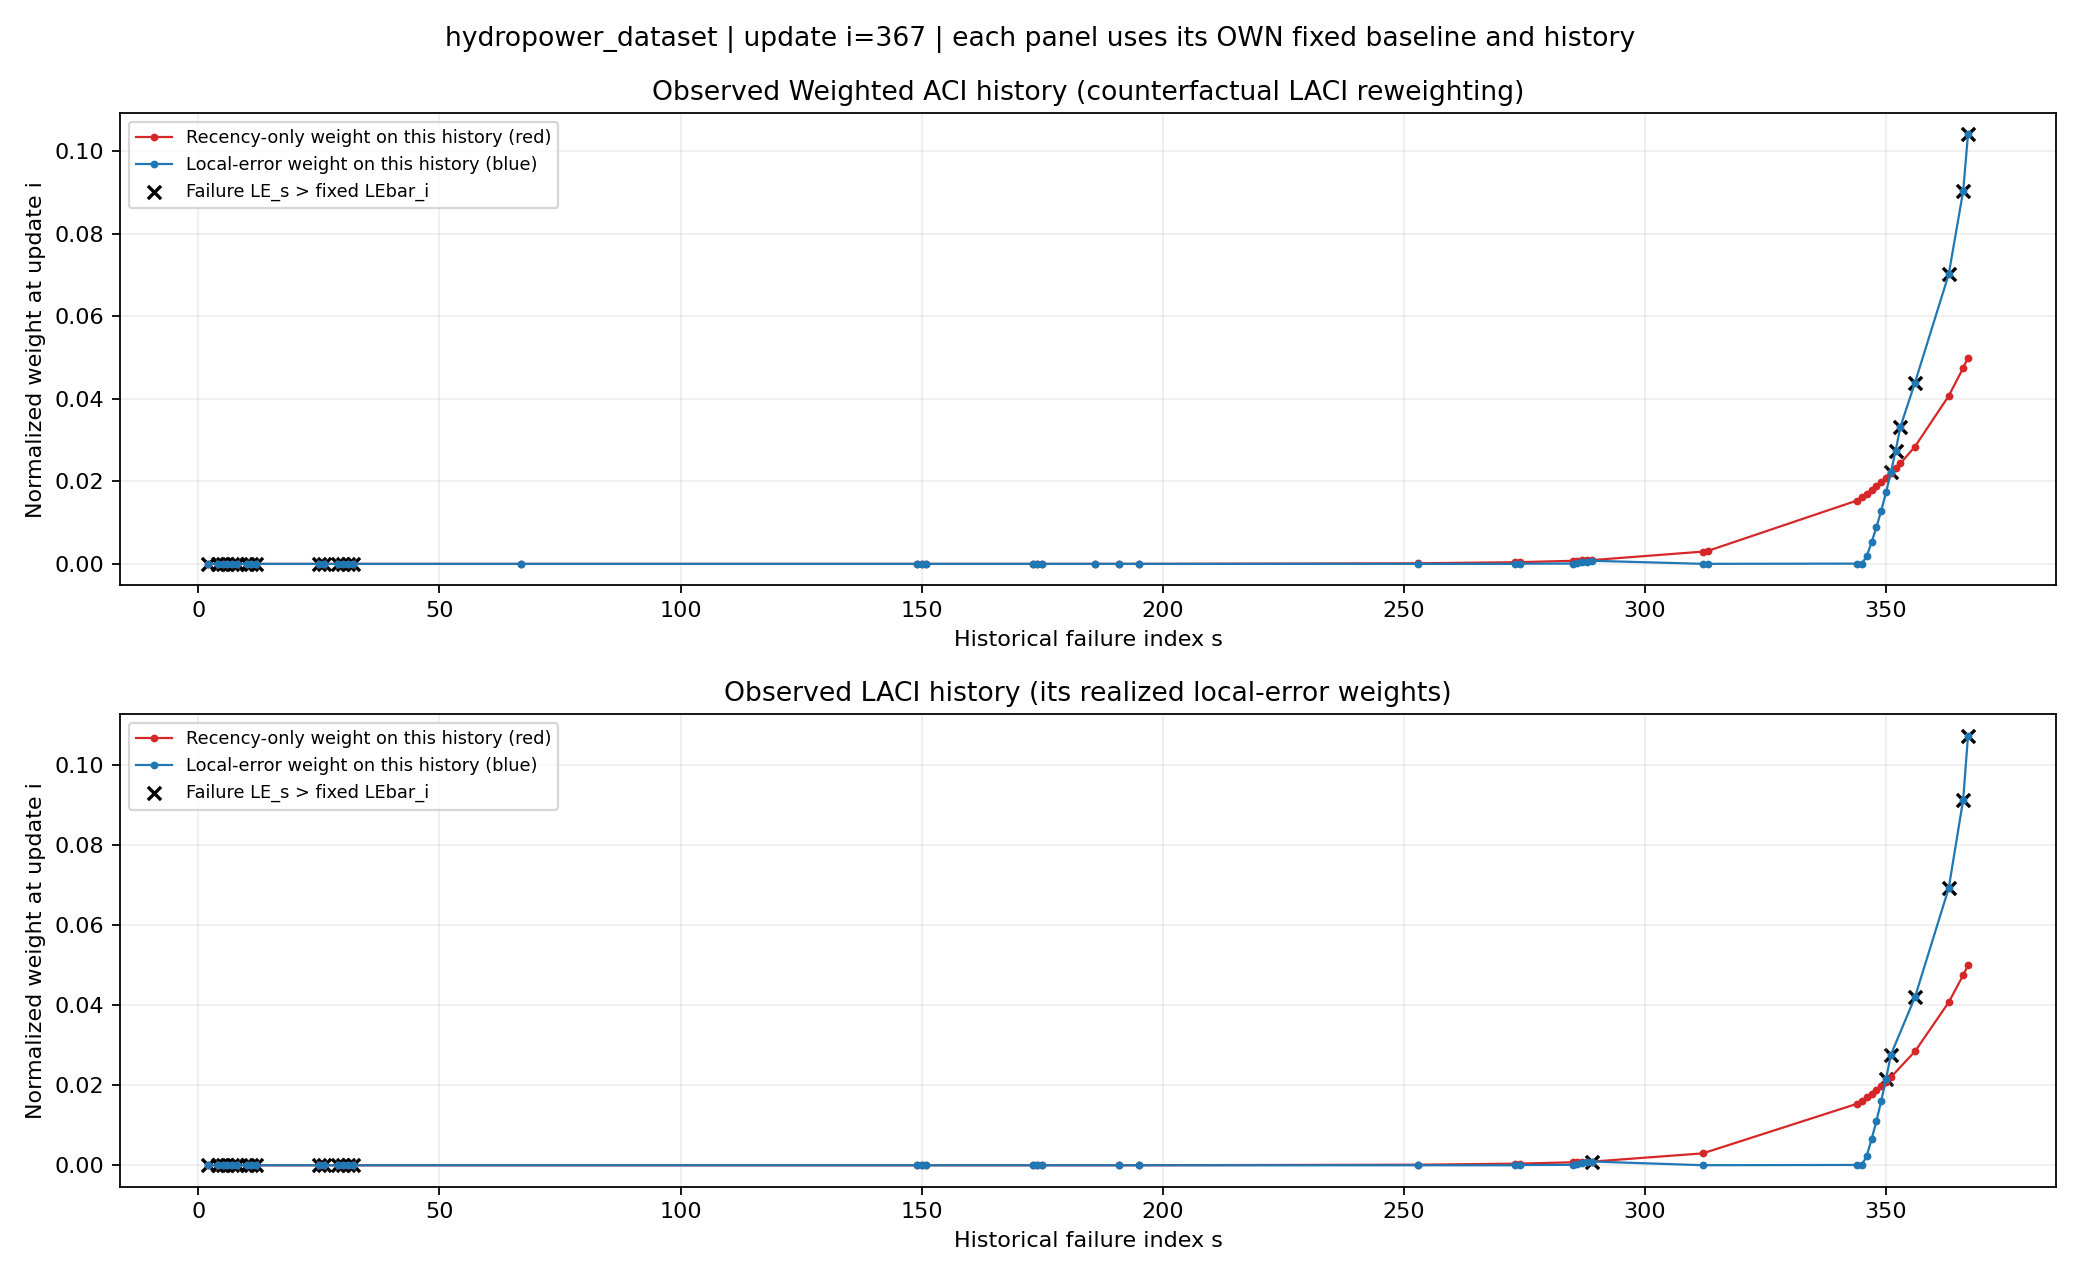 hydropower_dataset | update i=367 | each panel uses its OWN fixed baseline and history
Observed Weighted ACI history (counterfactual LACI reweighting)
Recency-only weight on this history (red)
Local-error weight on this history (blue)
Failure LE_s > fixed LEbar_i
Normalized weight at update i
0.10
0.08
0.06
0.04
0.02
0.00
0 50 100 150 200 250 300 350
Historical failure index s
Observed LACI history (its realized local-error weights)
Recency-only weight on this history (red)
Local-error weight on this history (blue)
Failure LE_s > fixed LEbar_i
Normalized weight at update i
0.10
0.08
0.06
0.04
0.02
0.00
0 50 100 150 200 250 300 350
Historical failure index s